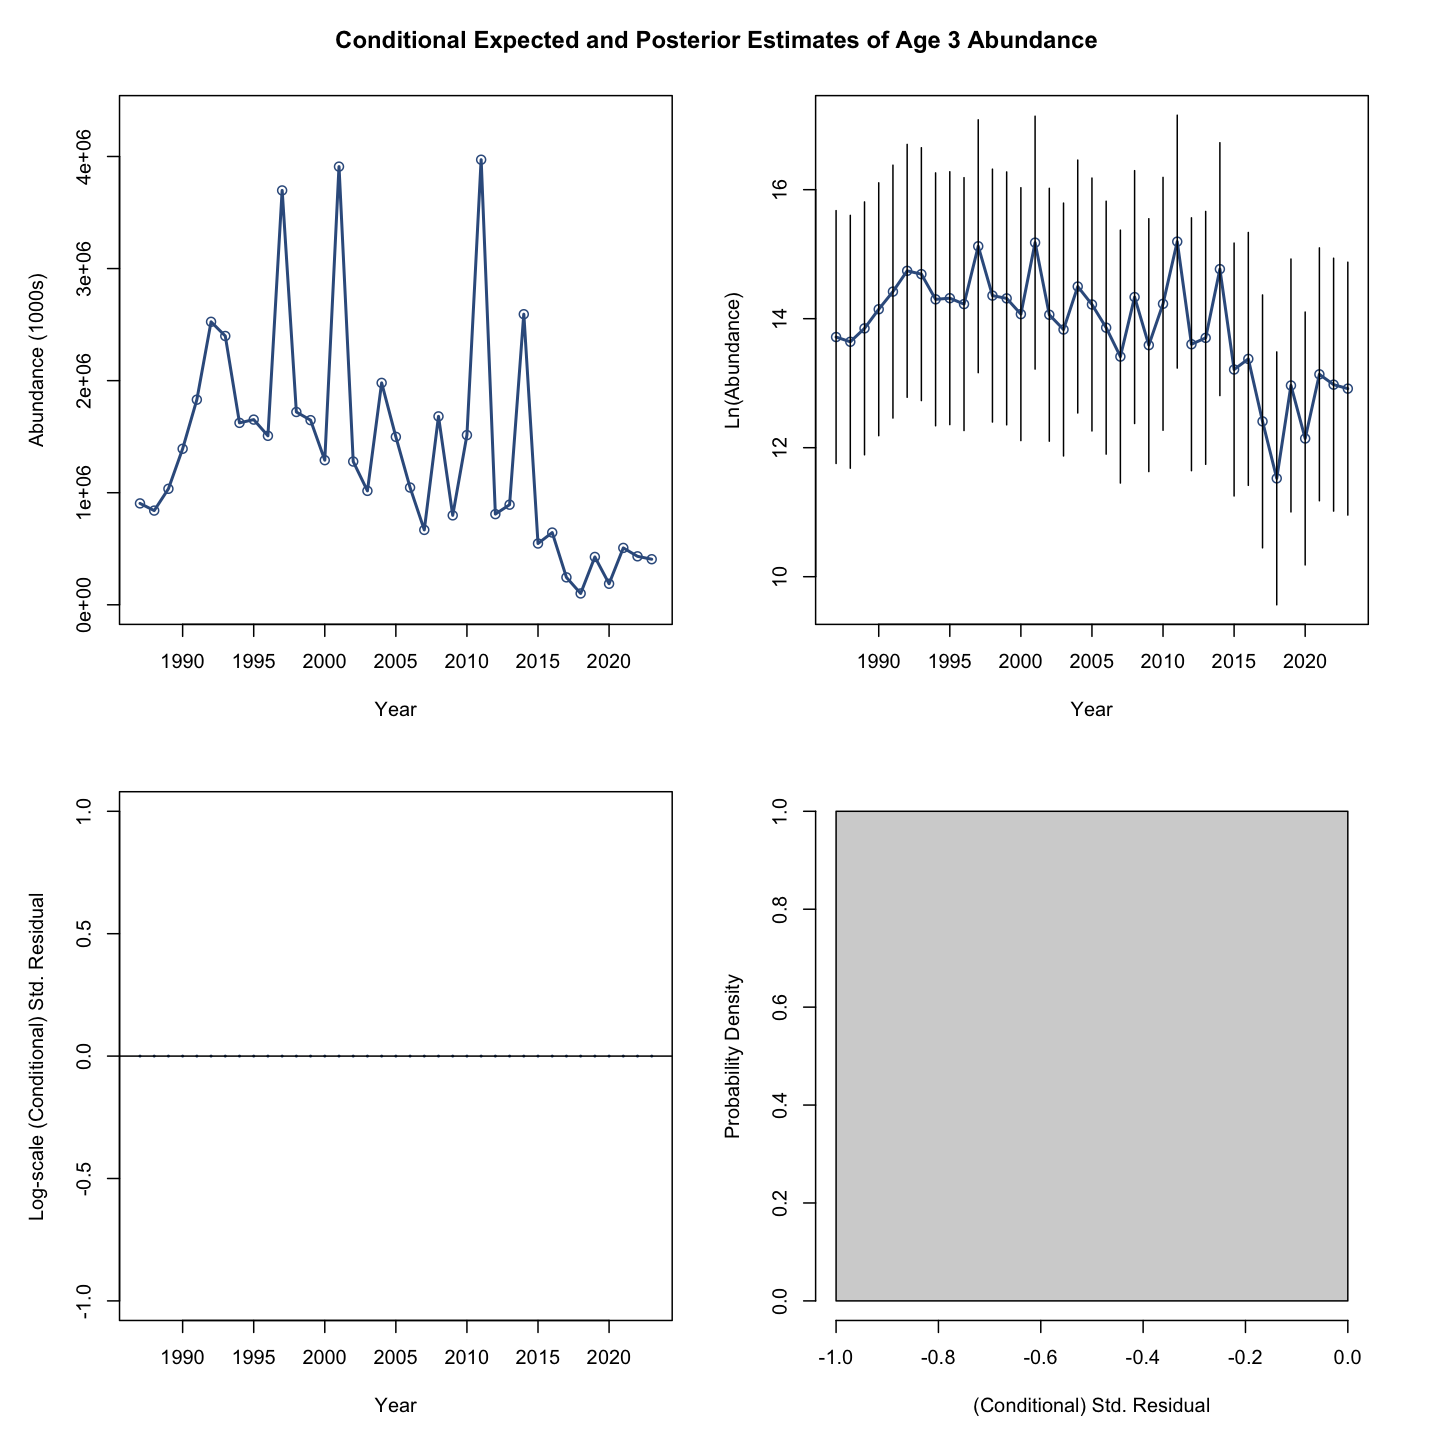 Conditional Expected and Posterior Estimates of Age 3 Abundance
Abundance (1000s)
4e+06
3e+06
2e+06
1e+06
0e+00
1990 1995 2000 2005 2010 2015 2020
Year
Ln(Abundance)
16
14
12
10
1990 1995 2000 2005 2010 2015 2020
Year
Log-scale (Conditional) Std. Residual
1.0
0.5
0.0
-0.5
-1.0
1990 1995 2000 2005 2010 2015 2020
Year
Probability Density
1.0
0.8
0.6
0.4
0.2
0.0
-1.0 -0.8 -0.6 -0.4 -0.2 0.0
(Conditional) Std. Residual